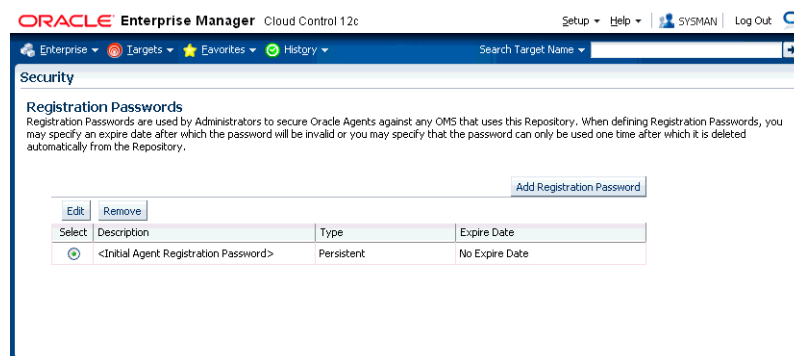 ORACLE Enterprise Manager Cloud Control 12c
Setup Help SYSMAN Log Out
Enterprise Targets Favorites History Search Target Name
Security
Registration Passwords
Registration Passwords are used by Administrators to secure Oracle Agents against any OMS that uses this Repository. When defining Registration Passwords, you
may specify an expire date after which the password will be invalid or you may specify that the password can only be used one time after which it is deleted
automatically from the Repository.
Add Registration Password
Edit Remove
Select Description Type Expire Date
<Initial Agent Registration Password> Persistent No Expire Date